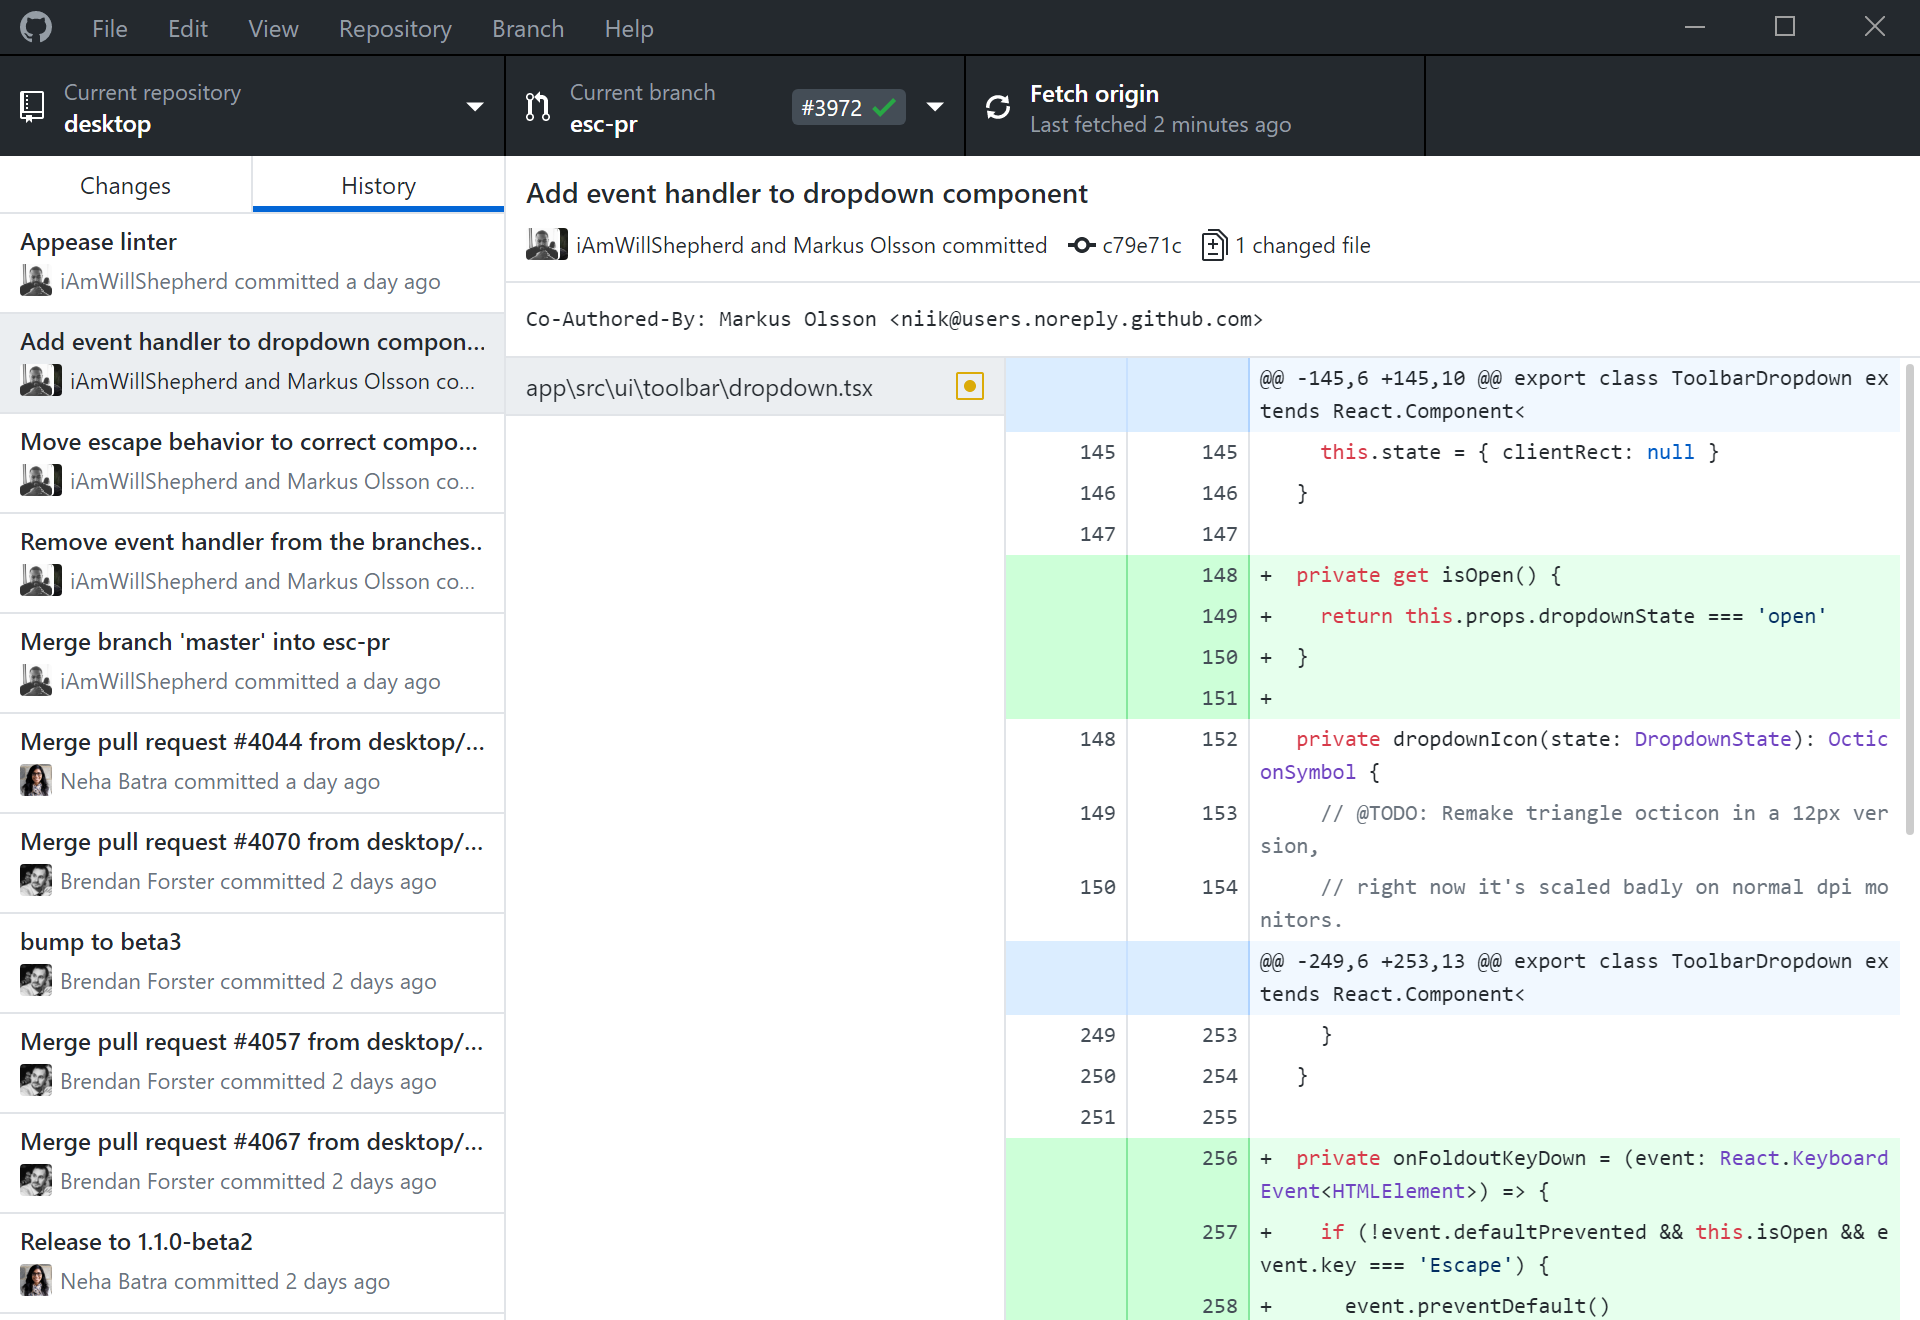 File Edit View Repository Branch Help
Current repository
desktop
Current branch
esc-pr
#3972
Fetch origin
Last fetched 2 minutes ago
Changes
History
Appease linter
iAmWillShepherd committed a day ago
Add event handler to dropdown compon...
iAmWillShepherd and Markus Olsson co...
Move escape behavior to correct compo...
iAmWillShepherd and Markus Olsson co...
Remove event handler from the branches..
iAmWillShepherd and Markus Olsson co...
Merge branch 'master' into esc-pr
iAmWillShepherd committed a day ago
Merge pull request #4044 from desktop/...
Neha Batra committed a day ago
Merge pull request #4070 from desktop/...
Brendan Forster committed 2 days ago
bump to beta3
Brendan Forster committed 2 days ago
Merge pull request #4057 from desktop/...
Brendan Forster committed 2 days ago
Merge pull request #4067 from desktop/...
Brendan Forster committed 2 days ago
Release to 1.1.0-beta2
Neha Batra committed 2 days ago
Add event handler to dropdown component
iAmWillShepherd and Markus Olsson committed c79e71c 1 changed file
Co-Authored-By: Markus Olsson <niik@users.noreply.github.com>
app\src\ui\toolbar\dropdown.tsx
@@ -145,6 +145,10 @@ export class ToolbarDropdown ex
tends React.Component<
145 145 this.state = { clientRect: null }
146 146 }
147 147
148 + private get isOpen() {
149 + return this.props.dropdownState === 'open'
150 + }
151 +
148 152 private dropdownIcon(state: DropdownState): Octic
onSymbol {
149 153 // @TODO: Remake triangle octicon in a 12px ver
sion,
150 154 // right now it's scaled badly on normal dpi mo
nitors.
@@ -249,6 +253,13 @@ export class ToolbarDropdown ex
tends React.Component<
249 253 }
250 254 }
251 255
256 + private onFoldoutKeyDown = (event: React.Keyboard
Event<HTMLElement>) => {
257 + if (!event.defaultPrevented && this.isOpen && e
vent.key === 'Escape') {
258 + event.preventDefault()